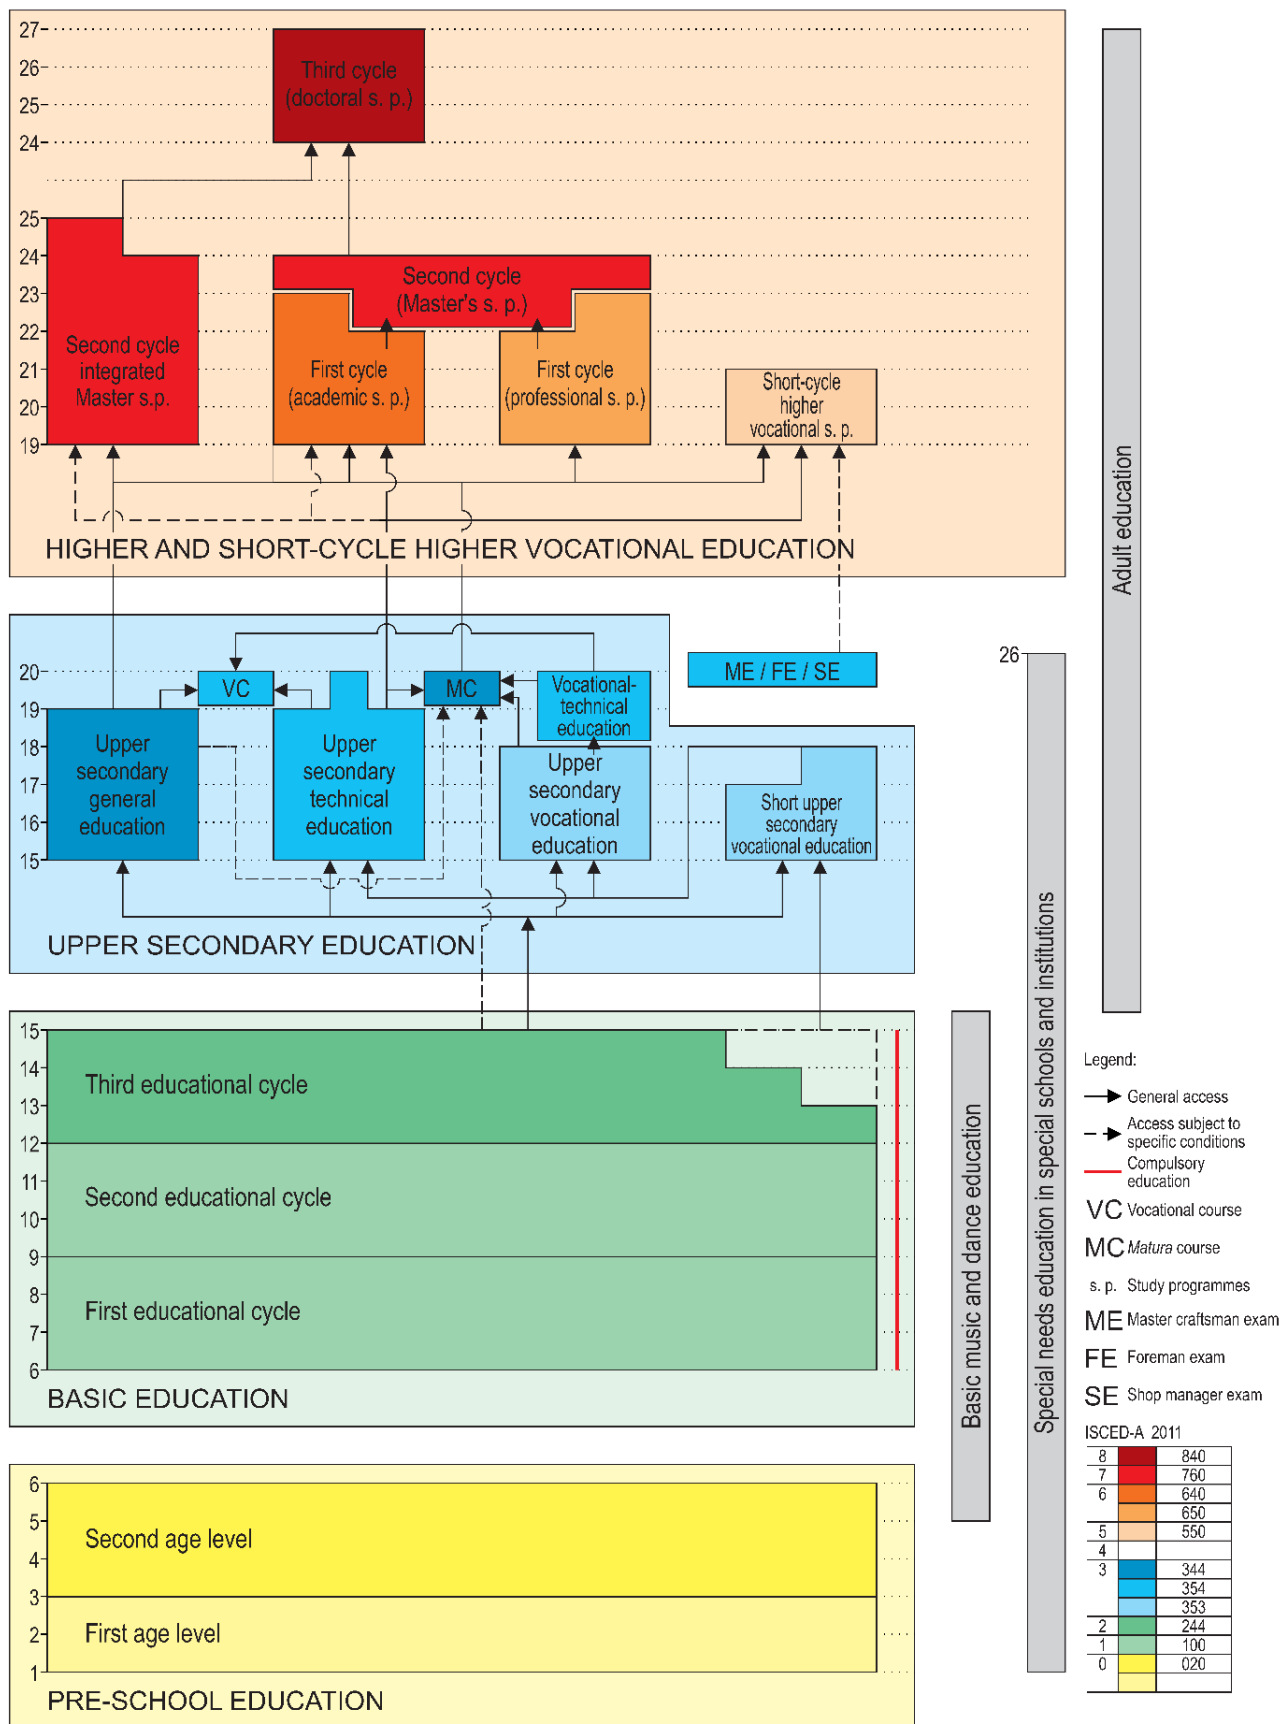 27
26
25
24
25
24
23
22
21
20
19
Third cycle
(doctoral s. p.)
Second cycle
(Master's s. p.)
Second cycle
integrated
Master s.p.
First cycle
(academic s. p.)
First cycle
(professional s. p.)
Short-cycle
higher
vocational s. p.
HIGHER AND SHORT-CYCLE HIGHER VOCATIONAL EDUCATION
Adult education
20
19
18
17
16
15
VC
MC
Vocational-
technical
education
ME / FE / SE
Upper
secondary
general
education
Upper
secondary
technical
education
Upper
secondary
vocational
education
Short upper
secondary
vocational education
UPPER SECONDARY EDUCATION
26
Special needs education in special schools and institutions
15
14
13
12
11
10
9
8
7
6
Third educational cycle
Second educational cycle
First educational cycle
BASIC EDUCATION
Basic music and dance education
6
5
4
3
2
1
Second age level
First age level
PRE-SCHOOL EDUCATION
Legend:
General access
Access subject to
specific conditions
Compulsory
education
VC Vocational course
MC Matura course
s. p. Study programmes
ME Master craftsman exam
FE Foreman exam
SE Shop manager exam
ISCED-A 2011
8 840
7 760
6 640
650
5 550
4
3 344
354
353
2 244
1 100
0 020